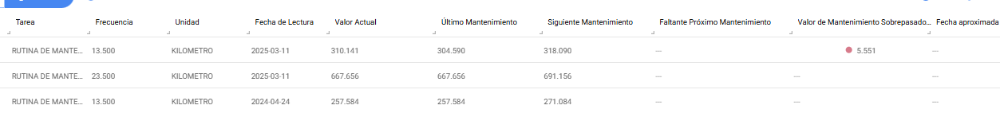 Tarea Frecuencia Unidad Fecha de Lectura Valor Actual Último Mantenimiento Siguiente Mantenimiento Faltante Próximo Mantenimiento Valor de Mantenimiento Sobrepasado... Fecha aproximada
RUTINA DE MANTE... 13.500 KILOMETRO 2025-03-11 310.141 304.590 318.090 — 5.551 —
RUTINA DE MANTE... 23.500 KILOMETRO 2025-03-11 667.656 667.656 691.156 — — —
RUTINA DE MANTE... 13.500 KILOMETRO 2024-04-24 257.584 257.584 271.084 — — —